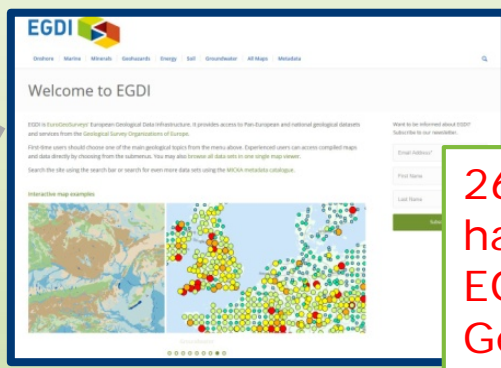 EGDI
Onshore Marine Minerals Geohazards Energy Soil Groundwater All Maps Metadata
Welcome to EGDI
EGDI is EuroGeoSurveys' European Geological Data Infrastructure. It provides access to Pan-European and national geological datasets
and services from the Geological Survey Organizations of Europe.
First-time users should choose one of the main geological topics from the menu above. Experienced users can access compiled maps
and data directly by choosing from the submenus. You may also browse all data sets in one single map viewer.
Search the site using the search bar or search for even more data sets using the MICKA metadata catalogue.
Interactive map examples
Want to be informed about EGDI?
Subscribe to our newsletter.
Email Address*
First Name
Last Name
26
ha
EG
Ge